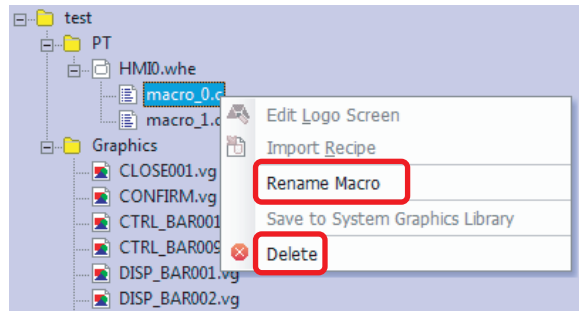 test
PT
HMI0.whe
macro_0.c
macro_1.c
Edit Logo Screen
Import Recipe
Rename Macro
Save to System Graphics Library
Delete
Graphics
CLOSE001.vg
CONFIRM.vg
CTRL_BAR001
CTRL_BAR009
DISP_BAR001.vg
DISP_BAR002.vg